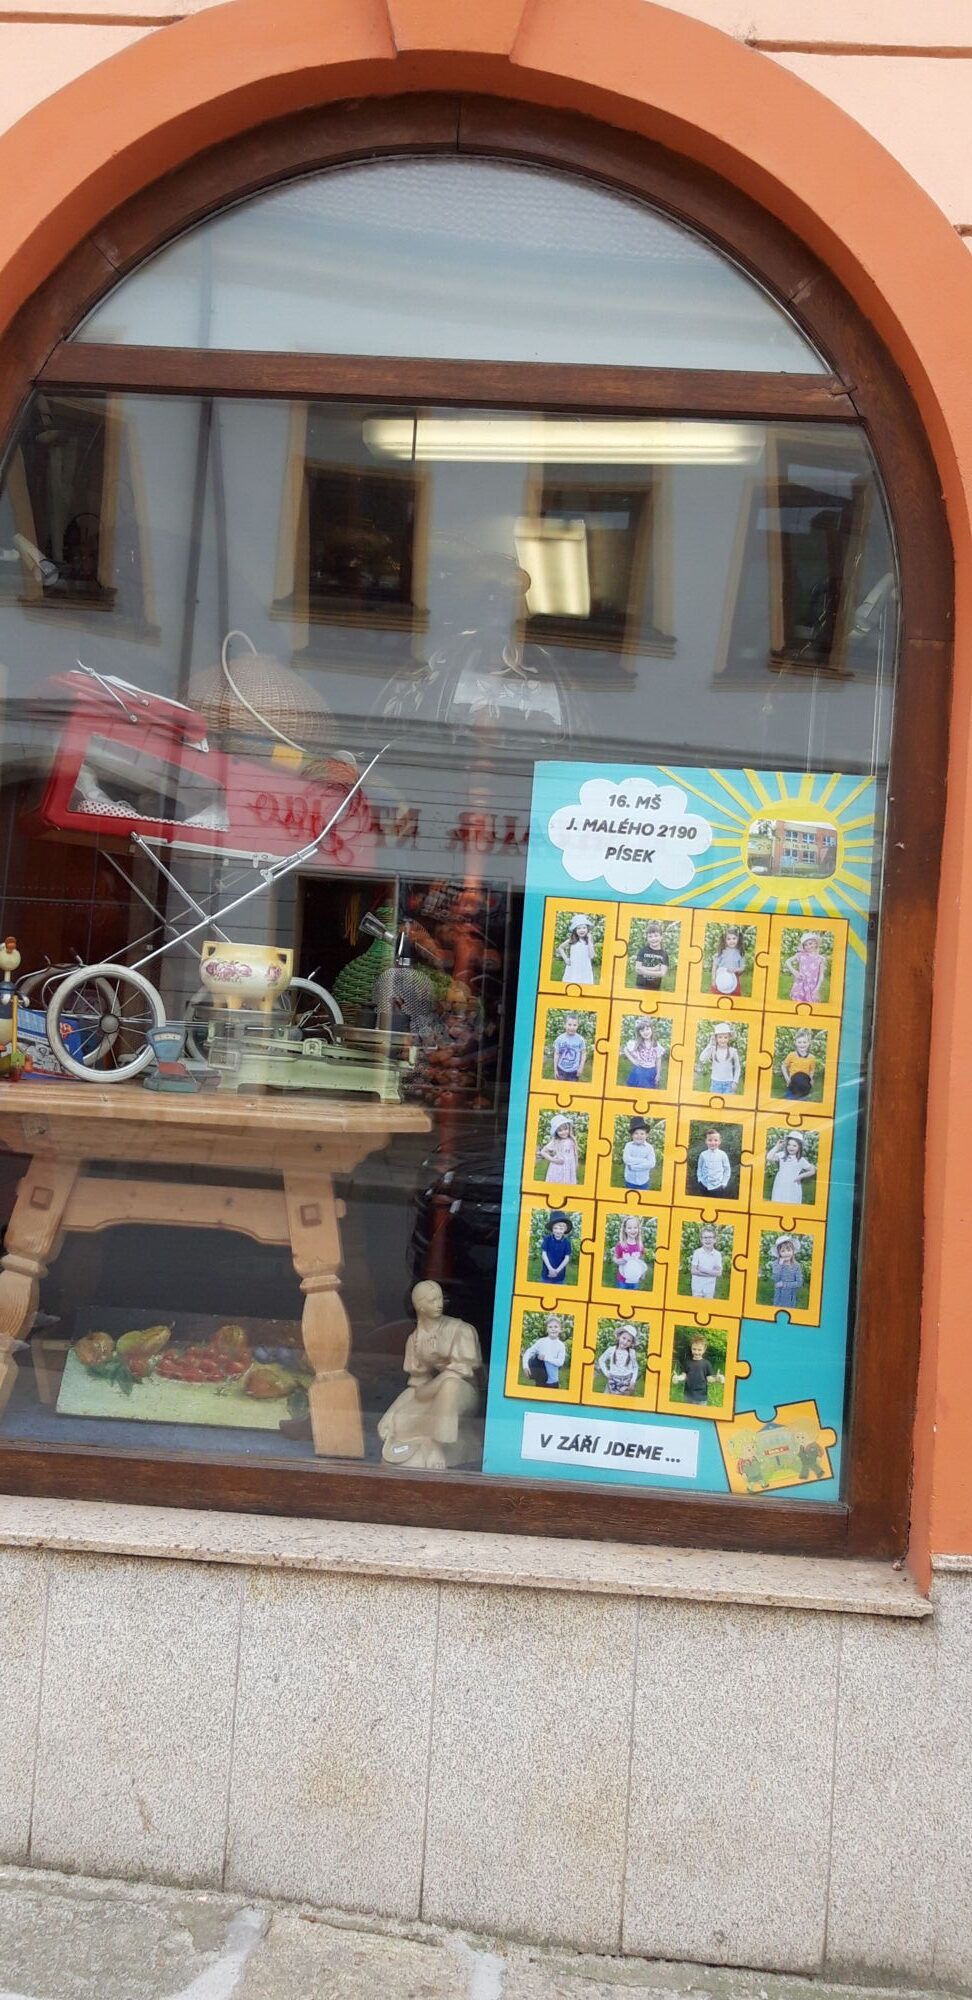 16. MŠ
J. MALÉHO 2190
PÍSEK
V ZÁŘÍ JDEME...